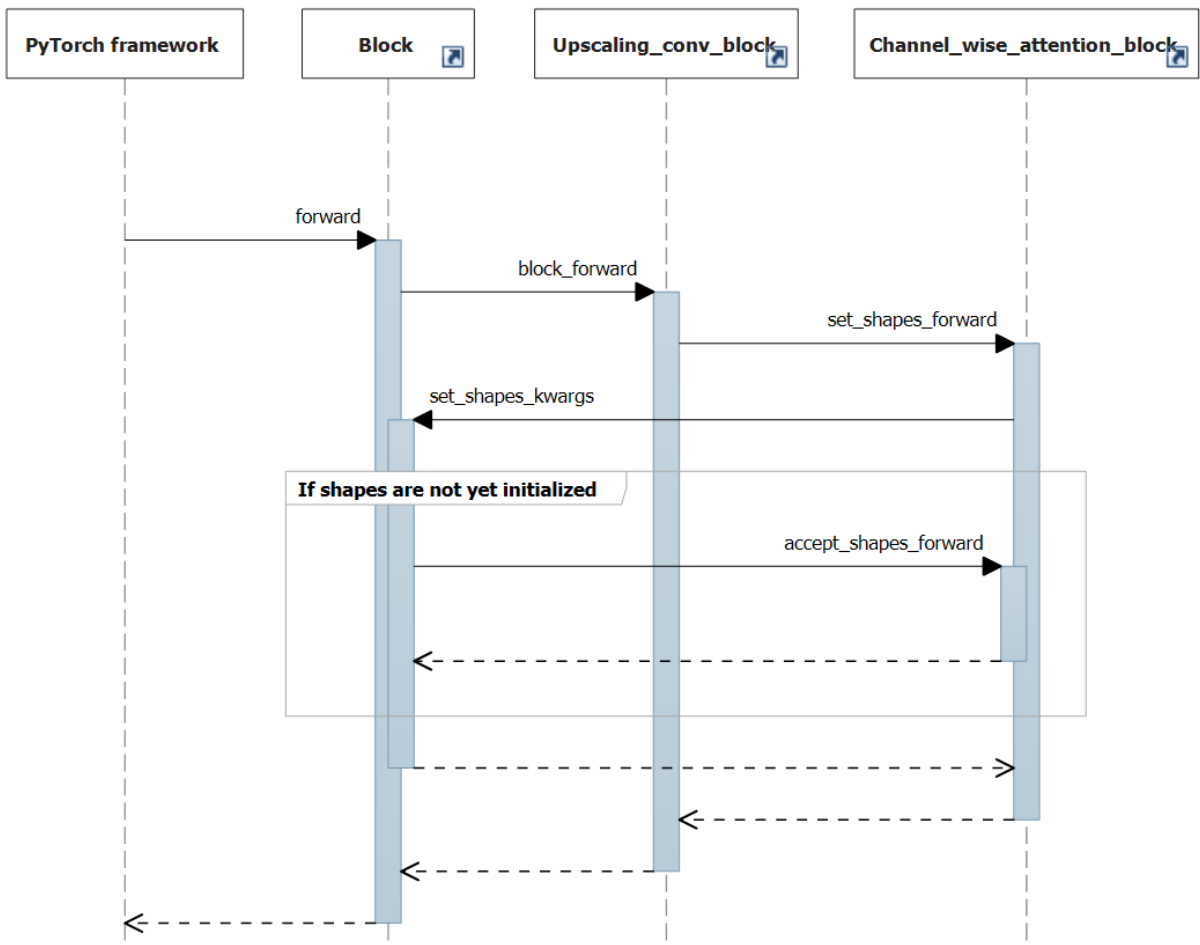 PyTorch framework
Block
Upscaling_conv_block
Channel_wise_attention_block
forward
block_forward
set_shapes_forward
set_shapes_kwargs
If shapes are not yet initialized
accept_shapes_forward